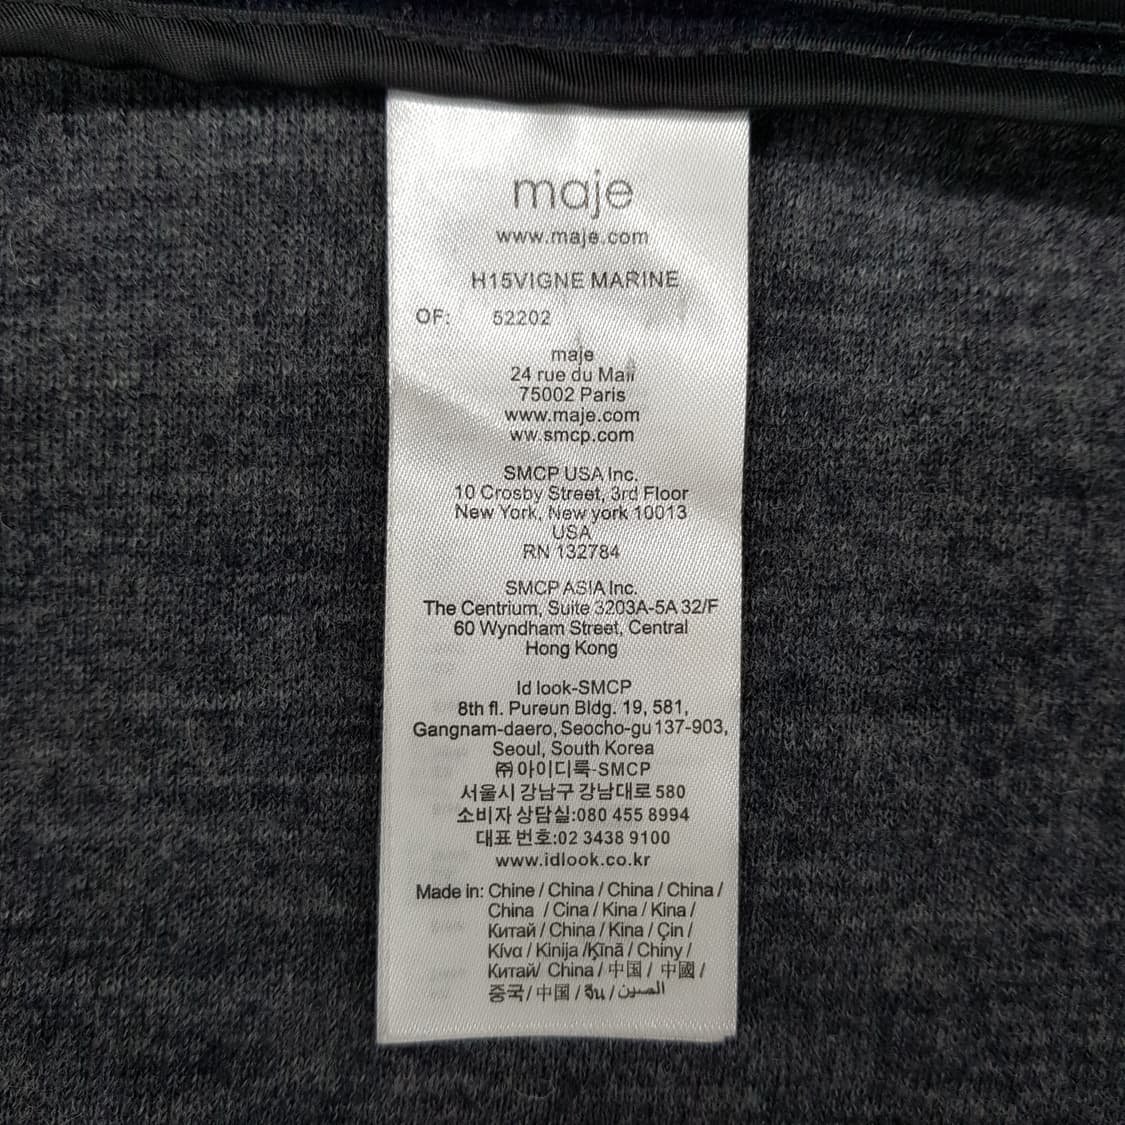 maje
www.maje.com
H15VIGNE MARINE
OF: 52202
maje
24 rue du Mail
75002 Paris
www.maje.com
ww.smcp.com
SMCP USA Inc.
10 Crosby Street, 3rd Floor
New York, New york 10013
USA
RN 132784
SMCP ASIA Inc.
The Centrium, Suite 3203A-5A 32/F
60 Wyndham Street, Central
Hong Kong
Id look-SMCP
8th fl. Pureun Bldg. 19, 581,
Gangnam-daero, Seocho-gu 137-903,
Seoul, South Korea
㈜아이디룩-SMCP
서울시 강남구 강남대로 580
소비자 상담실:080 455 8994
대표 번호:02 3438 9100
www.idlook.co.kr
Made in: Chine / China / China / China /
China / Cina / Kina / Kina /
Китай / China / Kina / Çin /
Kíva / Kinija /Ķīnā / Chiny /
Китай/ China / 中国 / 中國 /
중국 / 中国 / จีน / الصين